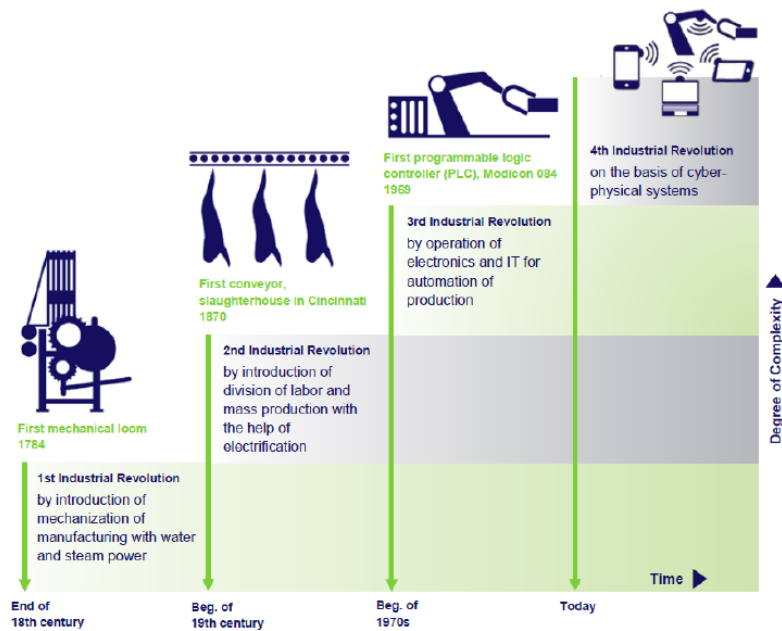 4th Industrial Revolution
on the basis of cyber-
physical systems
First programmable logic
controller (PLC), Modicon 084
1969
3rd Industrial Revolution
by operation of
electronics and IT for
automation of
production
First conveyor,
slaughterhouse in Cincinnati
1870
2nd Industrial Revolution
by introduction of
division of labor and
mass production with
the help of
electrification
First mechanical loom
1784
1st Industrial Revolution
by introduction of
mechanization of
manufacturing with water
and steam power
Degree of Complexity
Time
End of
18th century
Beg. of
19th century
Beg. of
1970s
Today